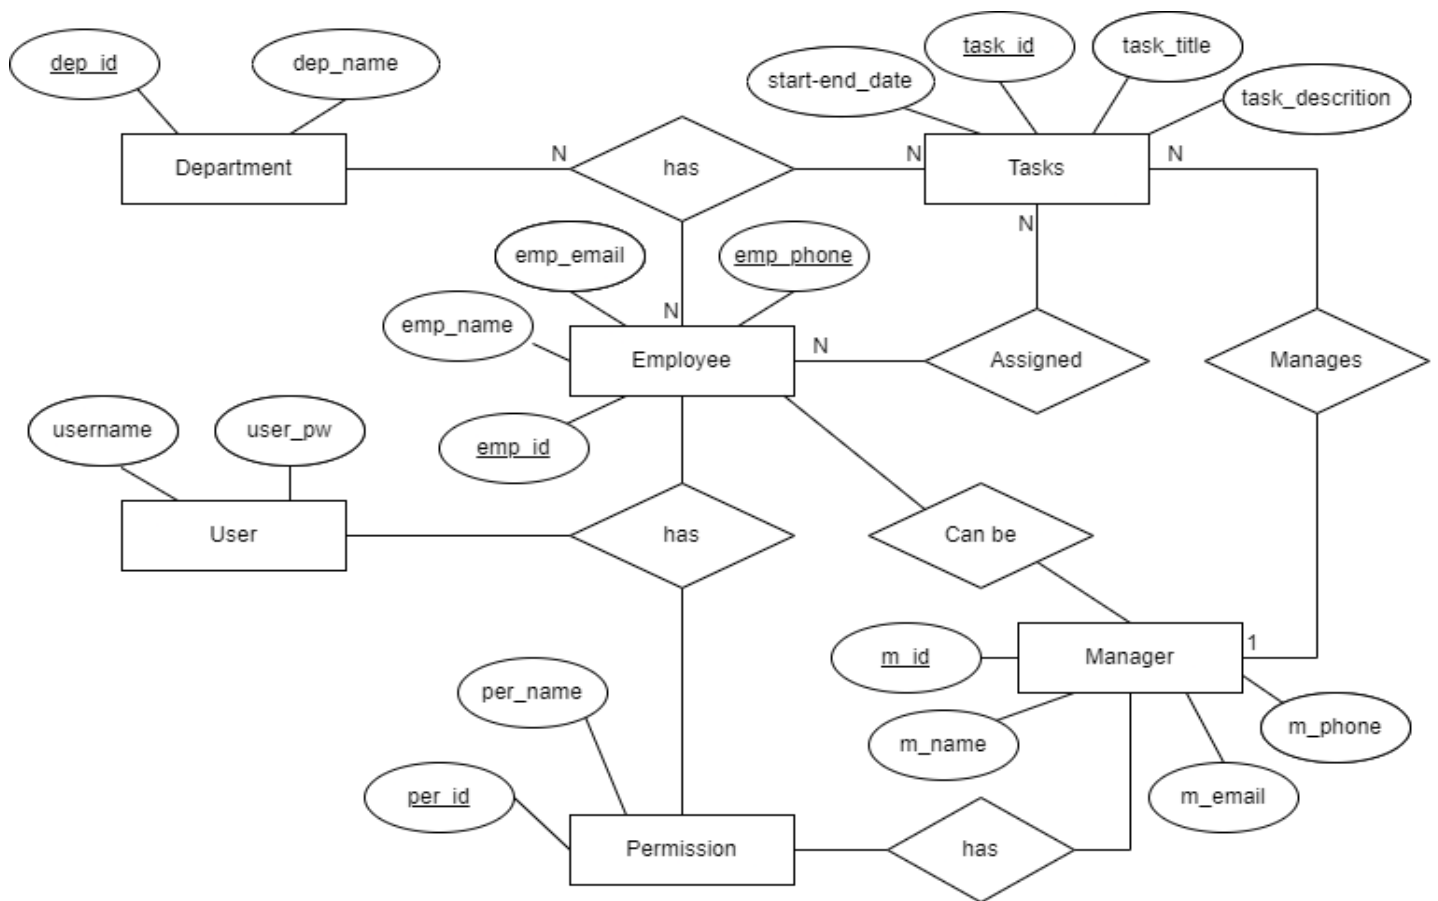 dep_id
dep_name
start-end_date
task_id
task_title
task_descrition
Department
N
has
N
Tasks
N
N
emp_email
emp_phone
emp_name
N
Employee
N
Assigned
Manages
username
user_pw
emp_id
User
has
Can be
m_id
Manager
1
per_name
m_name
m_phone
per_id
m_email
Permission
has